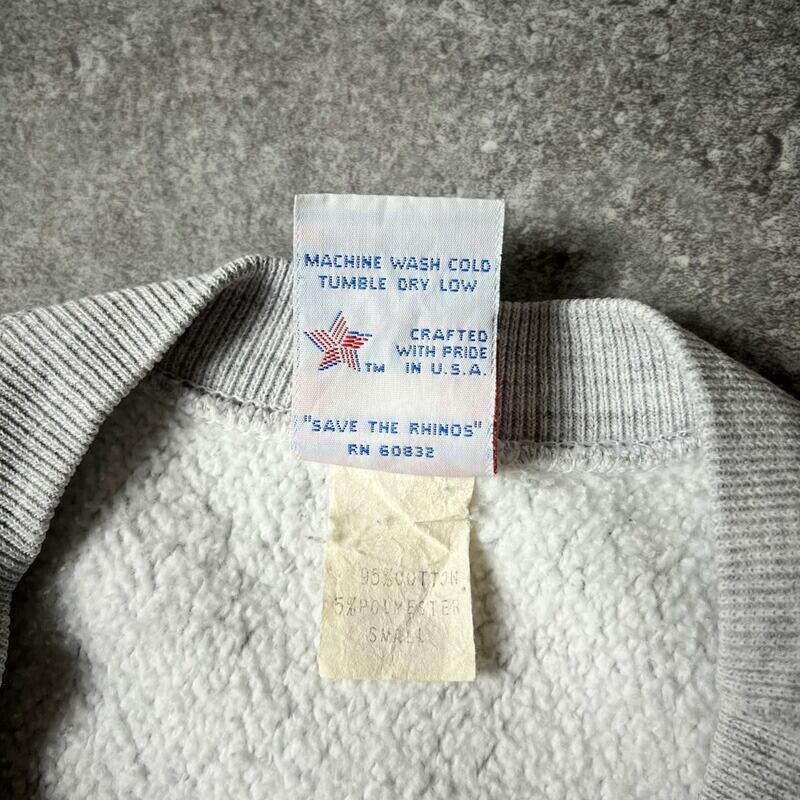 MACHINE WASH COLD
TUMBLE DRY LOW
CRAFTED
WITH PRIDE
TM IN U.S.A.
"SAVE THE RHINOS"
RN 60832
95%COTTON
5%POLYESTER
SMALL